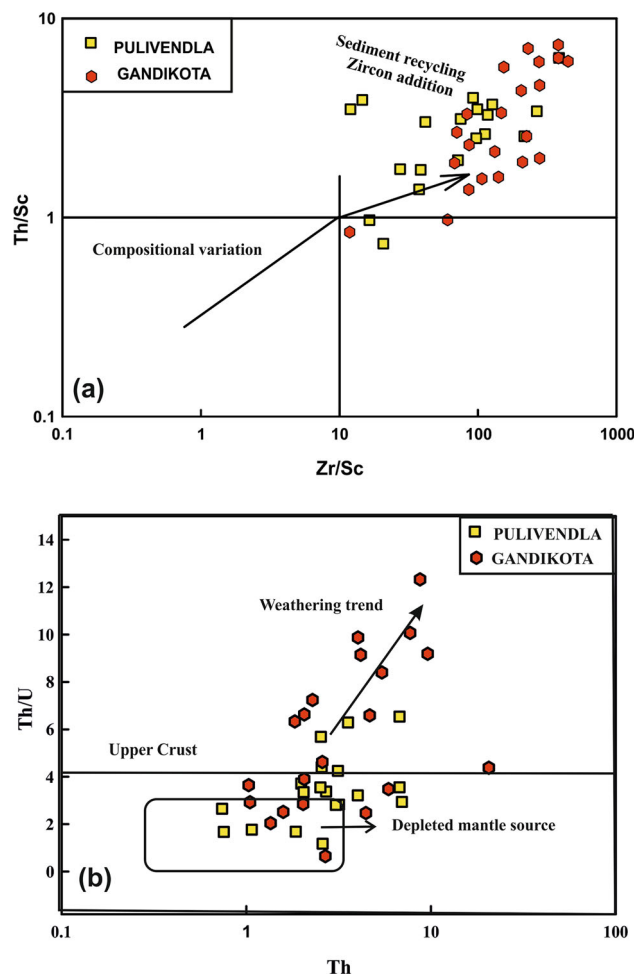 10
PULIVENDLA
GANDIKOTA
Sediment recycling
Zircon addition
Th/Sc
1
Compositional variation
(a)
0.1
0.1 1 10 100 1000
Zr/Sc
14
PULIVENDLA
GANDIKOTA
12
Weathering trend
10
8
Th/U
6
Upper Crust
4
2
Depleted mantle source
0
(b)
0.1 1 10 100
Th